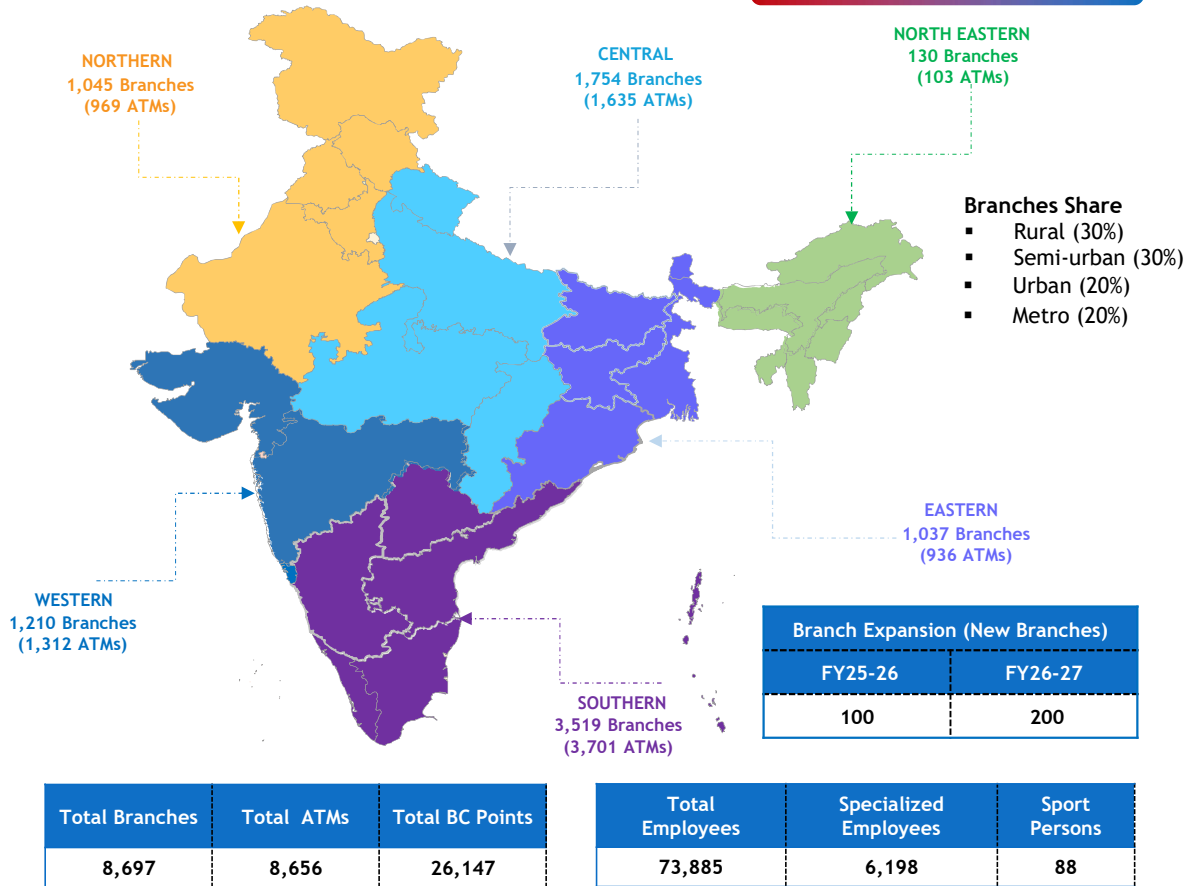 NORTH EASTERN
130 Branches
(103 ATMs)
CENTRAL
1,754 Branches
(1,635 ATMs)
NORTHERN
1,045 Branches
(969 ATMs)
Branches Share
▪ Rural (30%)
▪ Semi-urban (30%)
▪ Urban (20%)
▪ Metro (20%)
EASTERN
1,037 Branches
(936 ATMs)
WESTERN
1,210 Branches
(1,312 ATMs)
SOUTHERN
3,519 Branches
(3,701 ATMs)
Branch Expansion (New Branches)
FY25-26 FY26-27
100 200
Total Branches Total ATMs Total BC Points
8,697 8,656 26,147
Total Employees Specialized Employees Sport Persons
73,885 6,198 88